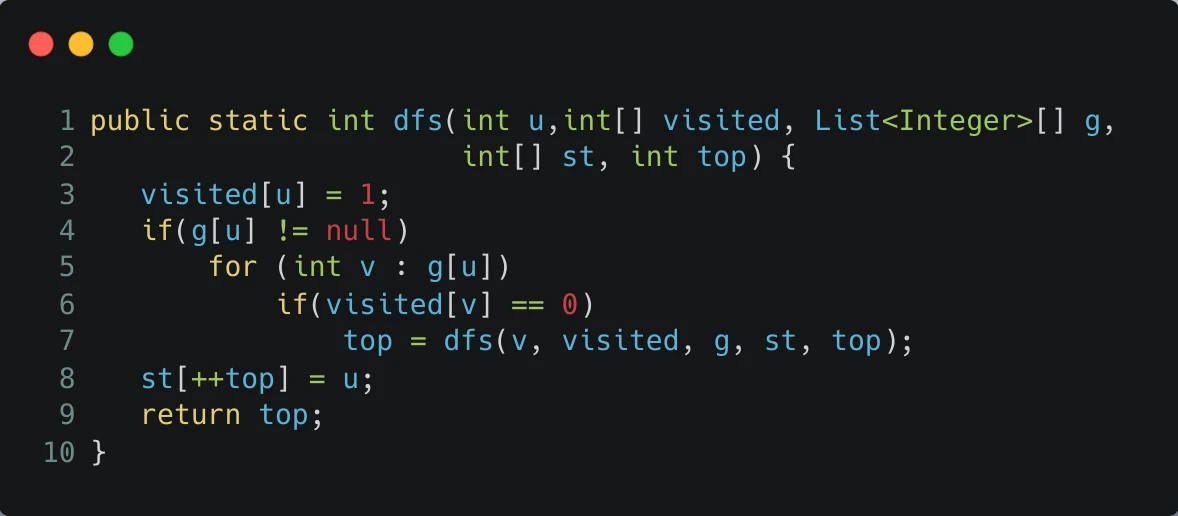 1 public static int dfs(int u,int[] visited, List<Integer>[] g,
2                       int[] st, int top) {
3    visited[u] = 1;
4    if(g[u] != null)
5        for (int v : g[u])
6            if(visited[v] == 0)
7                top = dfs(v, visited, g, st, top);
8    st[++top] = u;
9    return top;
10 }